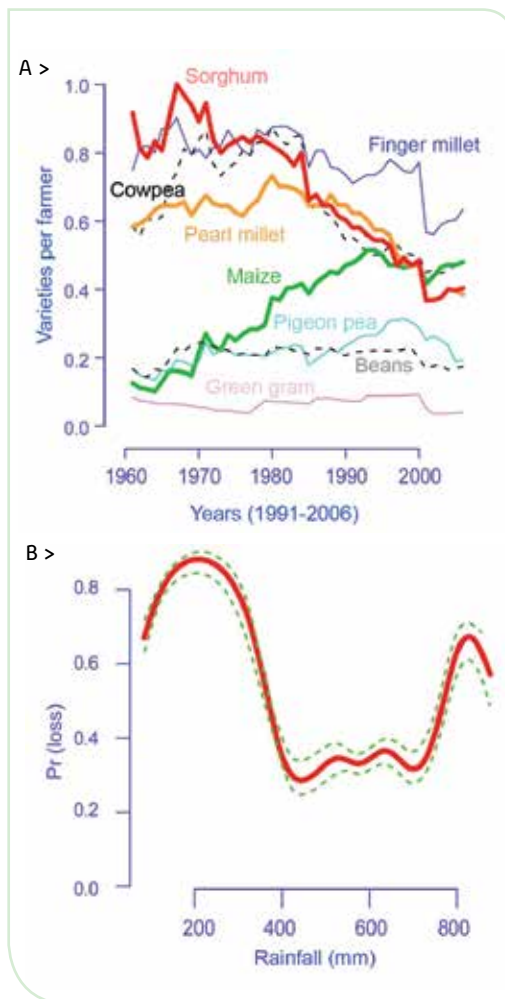 A >
Sorghum
Finger millet
Cowpea
Pearl millet
Maize
Pigeon pea
Beans
Green gram
Varieties per farmer
1.0
0.8
0.6
0.4
0.2
0.0
1960 1970 1980 1990 2000
Years (1991-2006)
B >
Pr (loss)
0.8
0.6
0.4
0.2
0.0
200 400 600 800
Rainfall (mm)